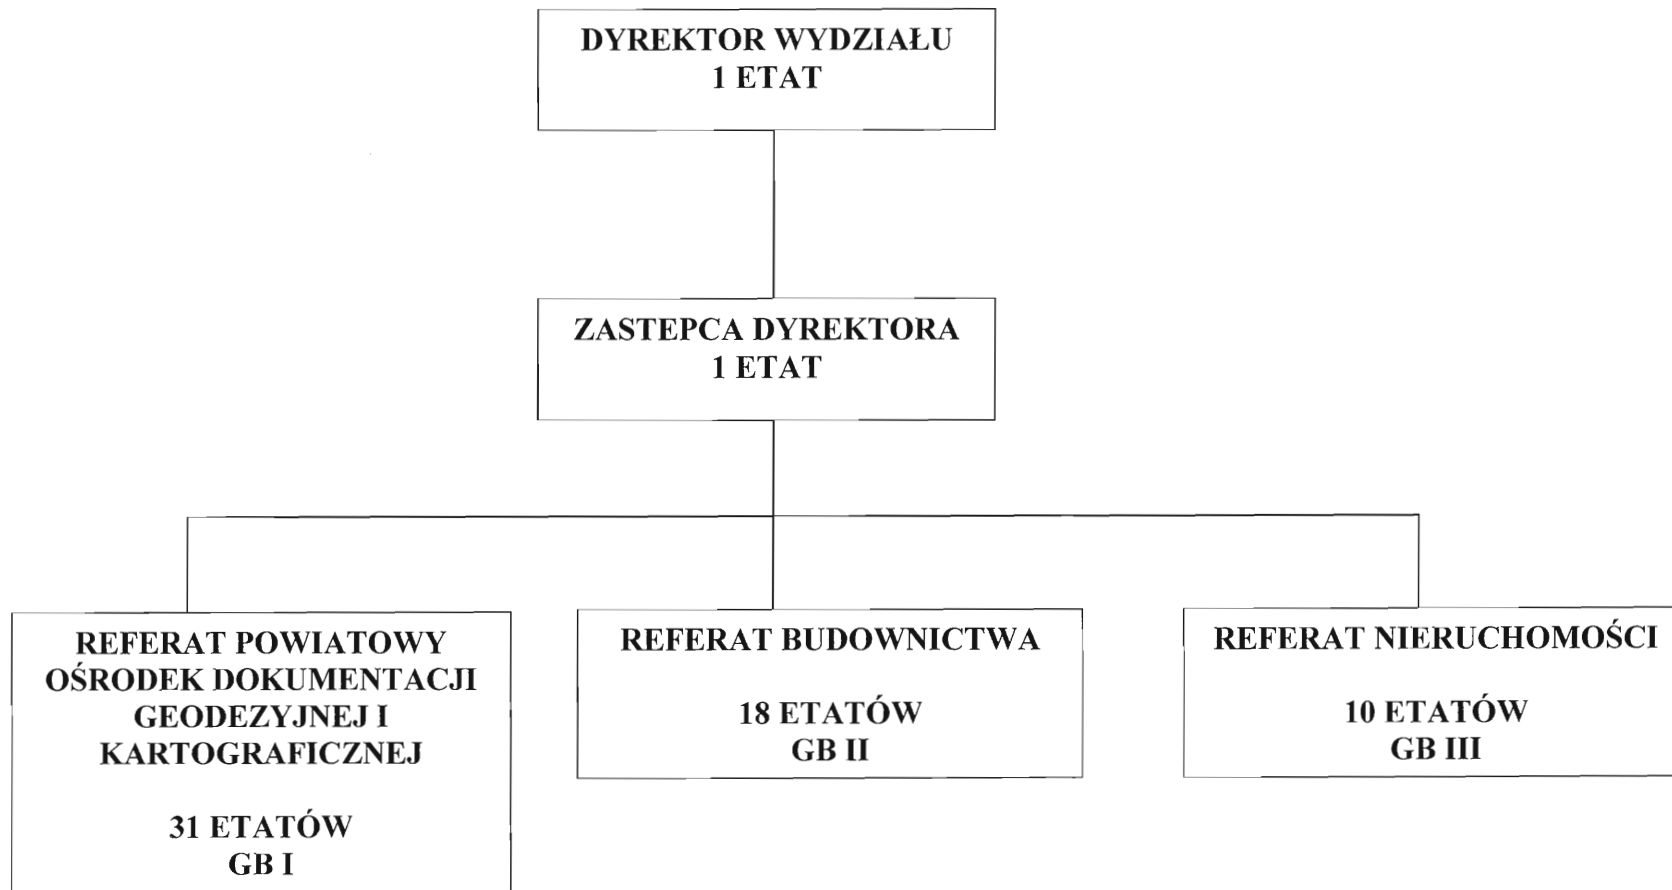 DYREKTOR WYDZIAŁU
1 ETAT
ZASTEPCA DYREKTORA
1 ETAT
REFERAT POWIATOWY
OŚRODEK DOKUMENTACJI
GEODEZYJNEJ I
KARTOGRAFICZNEJ
31 ETATÓW
GB I
REFERAT BUDOWNICTWA
18 ETATÓW
GB II
REFERAT NIERUCHOMOŚCI
10 ETATÓW
GB III